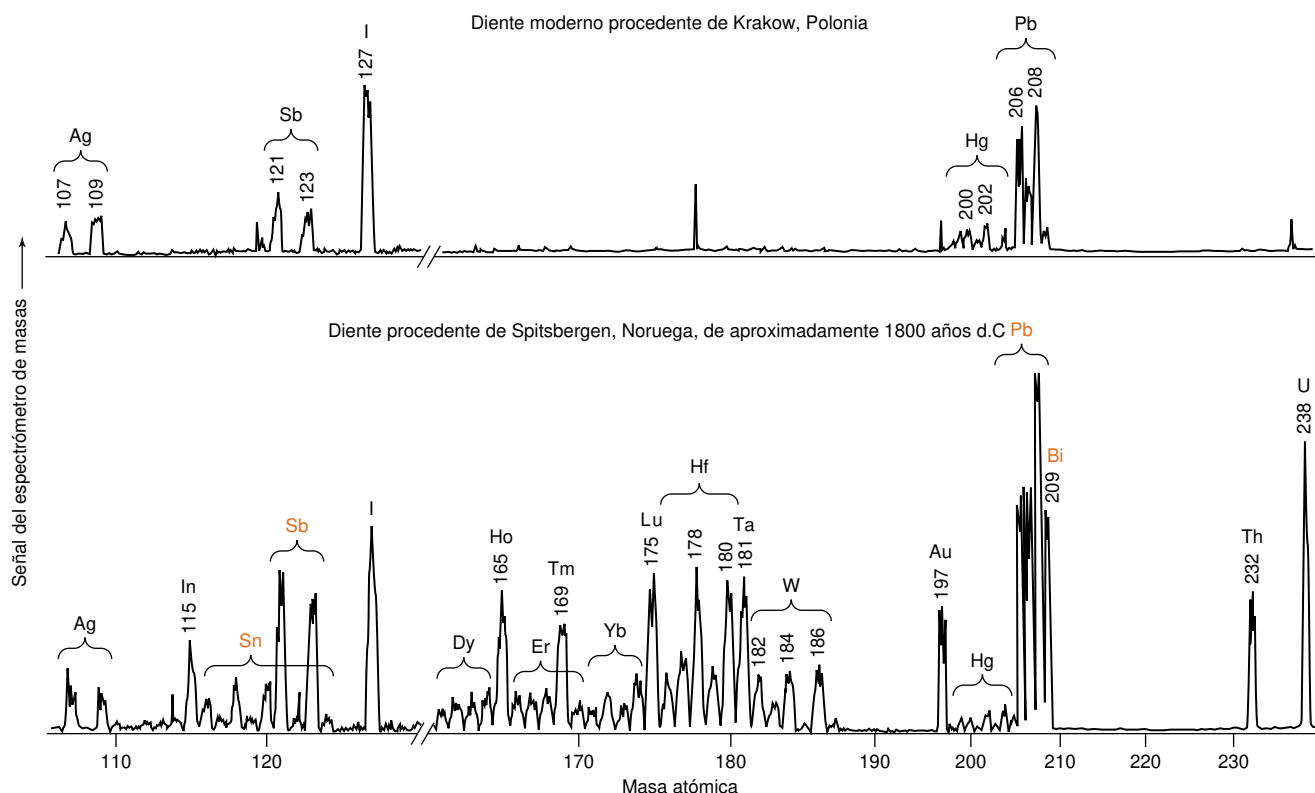 Diente moderno procedente de Krakow, Polonia
Ag
107
109
Sb
121
123
I
127
Hg
200
202
Pb
206
208
Señal del espectrómetro de masas
Diente procedente de Spitsbergen, Noruega, de aproximadamente 1800 años d.C
Ag
In
115
Sn
Sb
I
Dy
Ho
165
Er
Tm
169
Yb
Lu
175
Hf
178
180
Ta
181
W
182
184
186
Au
197
Hg
Pb
Bi
209
Th
232
U
238
110 120 170 180 190 200 210 220 230
Masa atómica